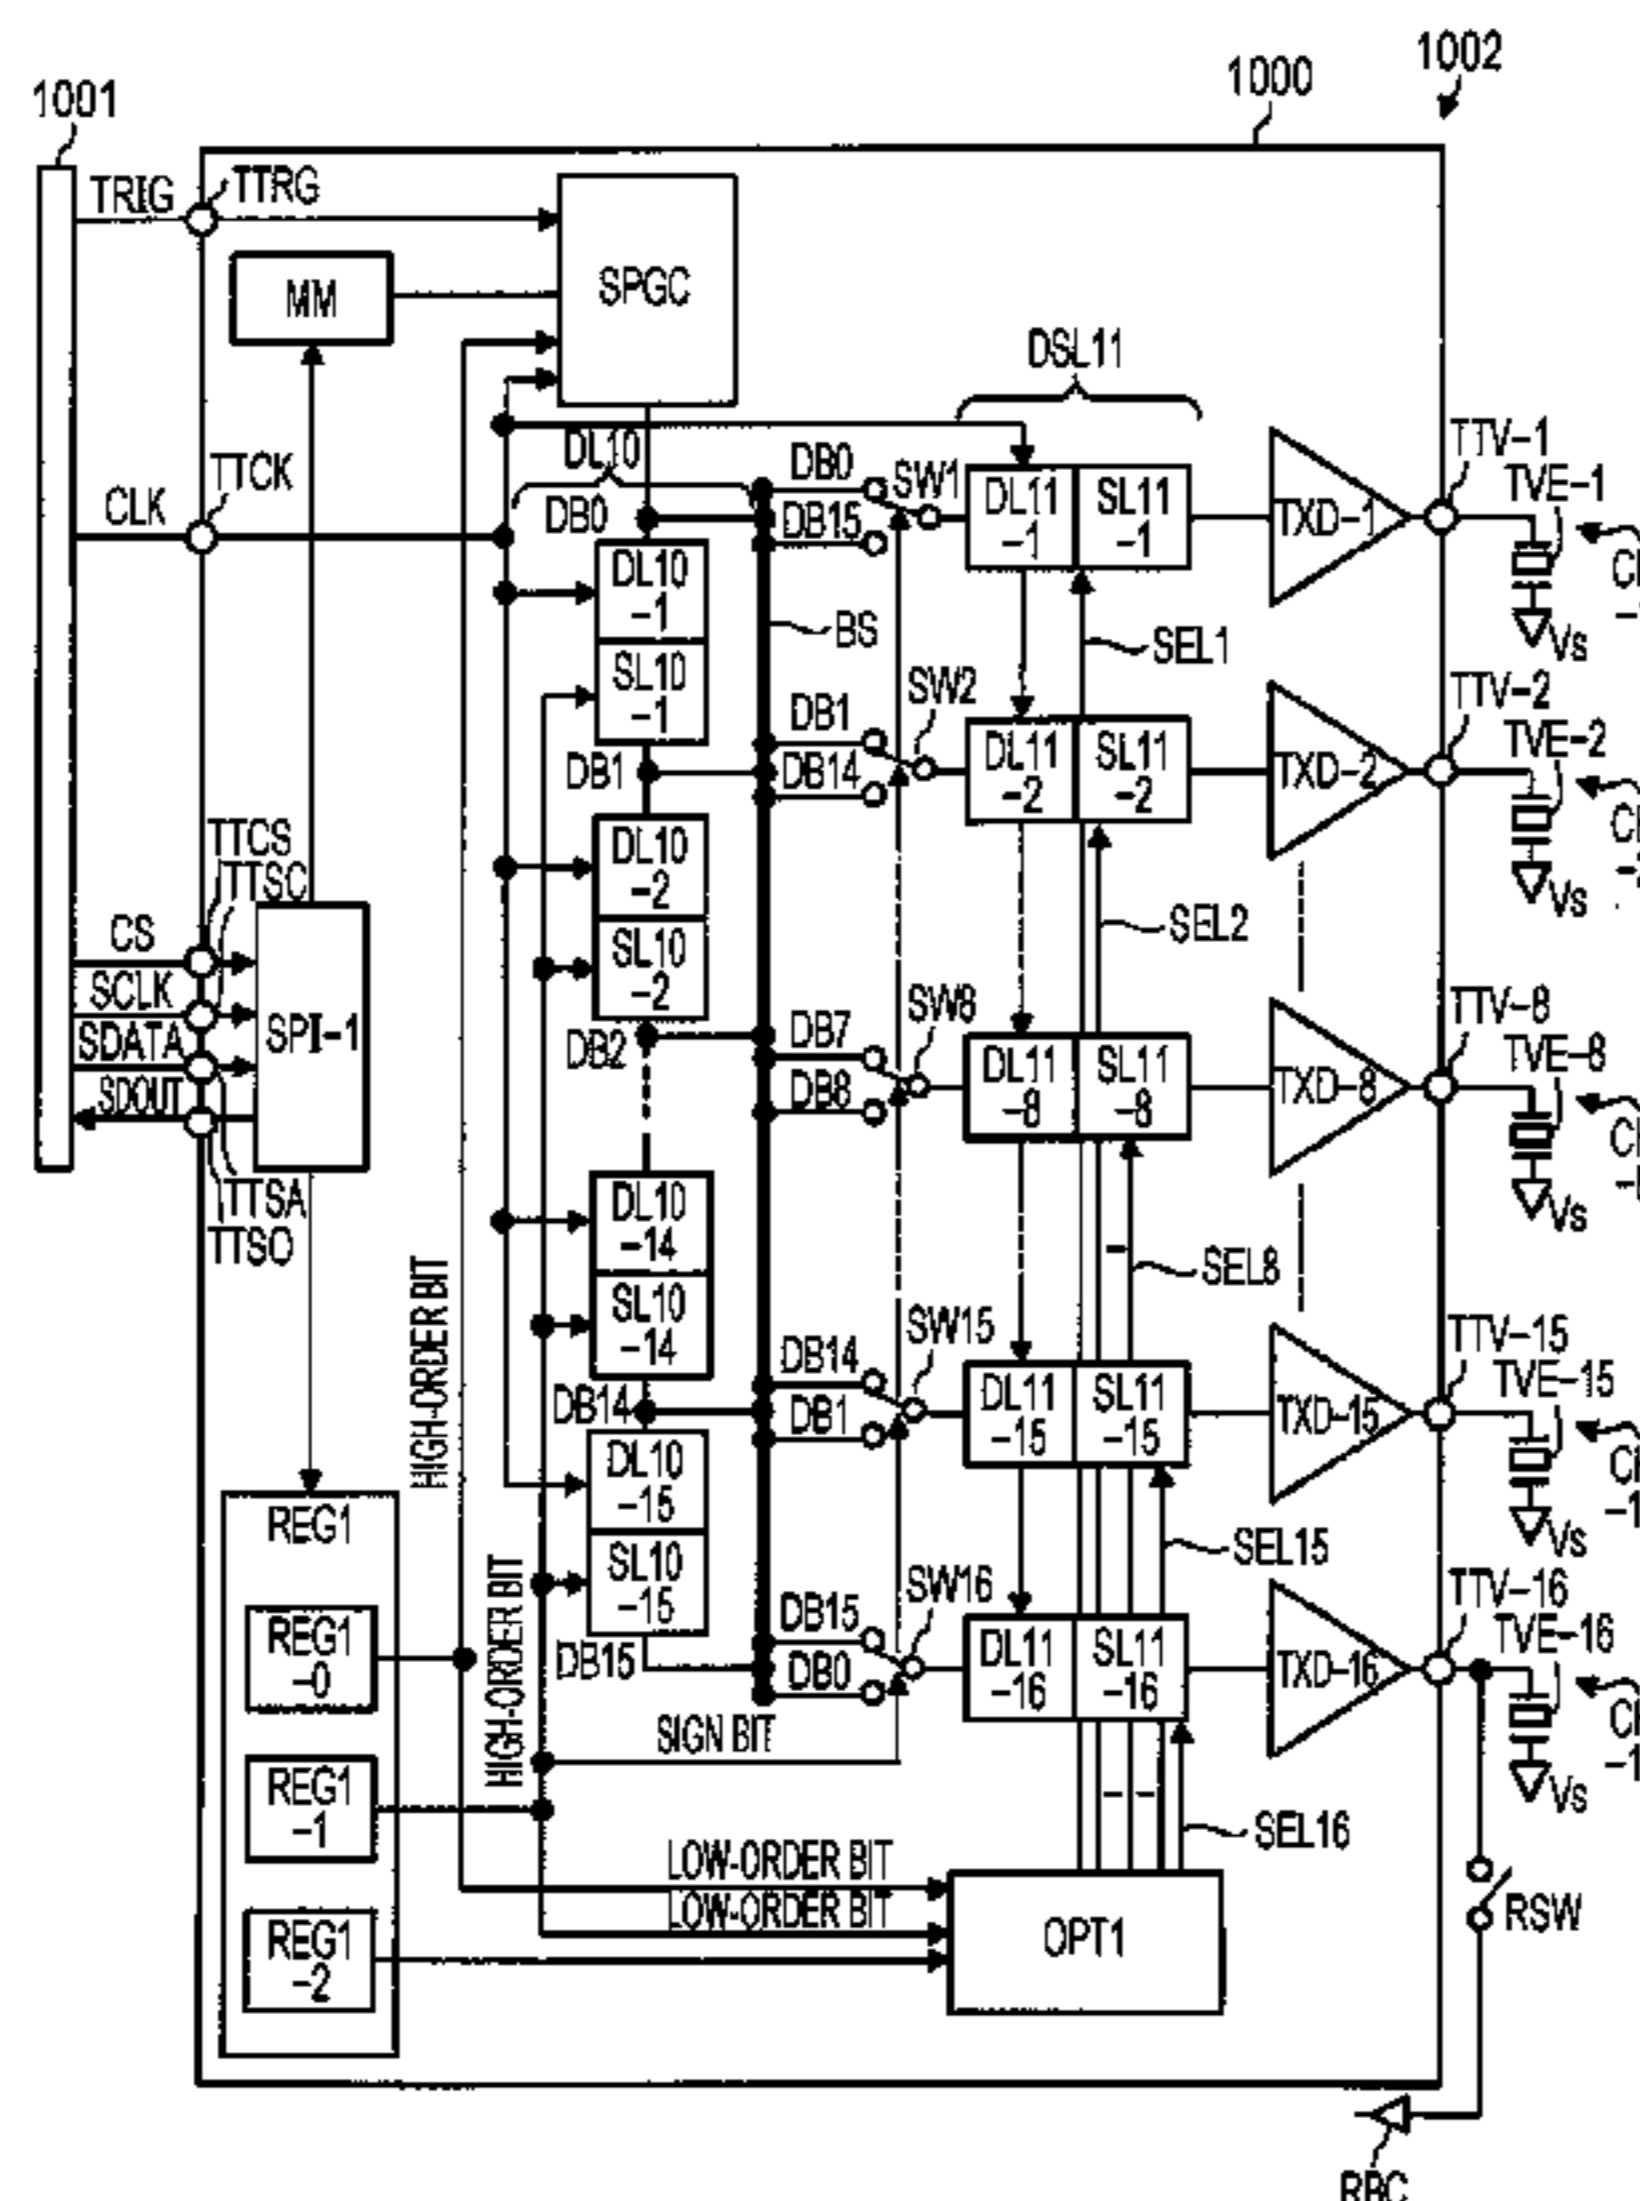 1002
1000
1001
TRIG
TTRG
MM
SPGC
DSL11
CLK
TTCK
DL10
DB0
DB0
DB15
SW1
DL11
-1
SL11
-1
TXD-1
TTV-1
TVE-1
Vs
DL10
-1
SL10
-1
BS
SEL1
DB1
DB1
DB14
SW2
DL11
-2
SL11
-2
TXD-2
TTV-2
TVE-2
Vs
DL10
-2
SL10
-2
SEL2
TTCS
TTSC
CS
SCLK
SDATA
SDOUT
SPI-1
TTSA
TTSO
DB2
DB7
DB8
SW8
DL11
-8
SL11
-8
TXD-8
TTV-8
TVE-8
Vs
DL10
-14
SL10
-14
SEL8
HIGH-ORDER BIT
DB14
DB14
DB1
SW15
DL11
-15
SL11
-15
TXD-15
TTV-15
TVE-15
Vs
DL10
-15
SL10
-15
SEL15
HIGH-ORDER BIT
DB15
DB15
DB0
SW16
DL11
-16
SL11
-16
TXD-16
TTV-16
TVE-16
Vs
REG1
REG1
-0
REG1
-1
REG1
-2
SIGN BIT
SEL16
LOW-ORDER BIT
LOW-ORDER BIT
OPT1
RSW
RBC